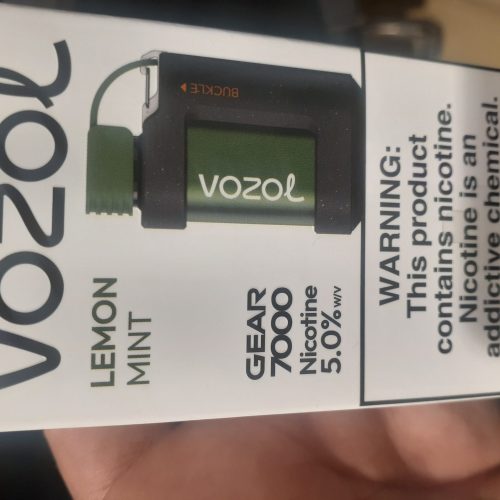 VOZOL
BUCKLE
VOZOL
LEMON
MINT
GEAR
7000
Nicotine
5.0% w/v
WARNING:
This product
contains nicotine.
Nicotine is an
addictive chemical.